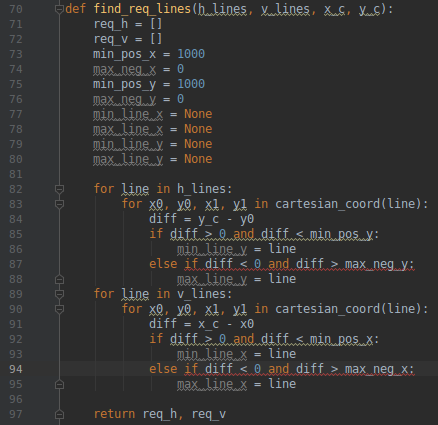 70 def find_req_lines(h_lines, v_lines, x_c, y_c):
71     req_h = []
72     req_v = []
73     min_pos_x = 1000
74     max_neg_x = 0
75     min_pos_y = 1000
76     max_neg_y = 0
77     min_line_x = None
78     max_line_x = None
79     min_line_y = None
80     max_line_y = None
81
82     for line in h_lines:
83         for x0, y0, x1, y1 in cartesian_coord(line):
84             diff = y_c - y0
85             if diff > 0 and diff < min_pos_y:
86                 min_line_y = line
87             else if diff < 0 and diff > max_neg_y:
88                 max_line_y = line
89     for line in v_lines:
90         for x0, y0, x1, y1 in cartesian_coord(line):
91             diff = x_c - x0
92             if diff > 0 and diff < min_pos_x:
93                 min_line_x = line
94             else if diff < 0 and diff > max_neg_x:
95                 max_line_x = line
96
97     return req_h, req_v